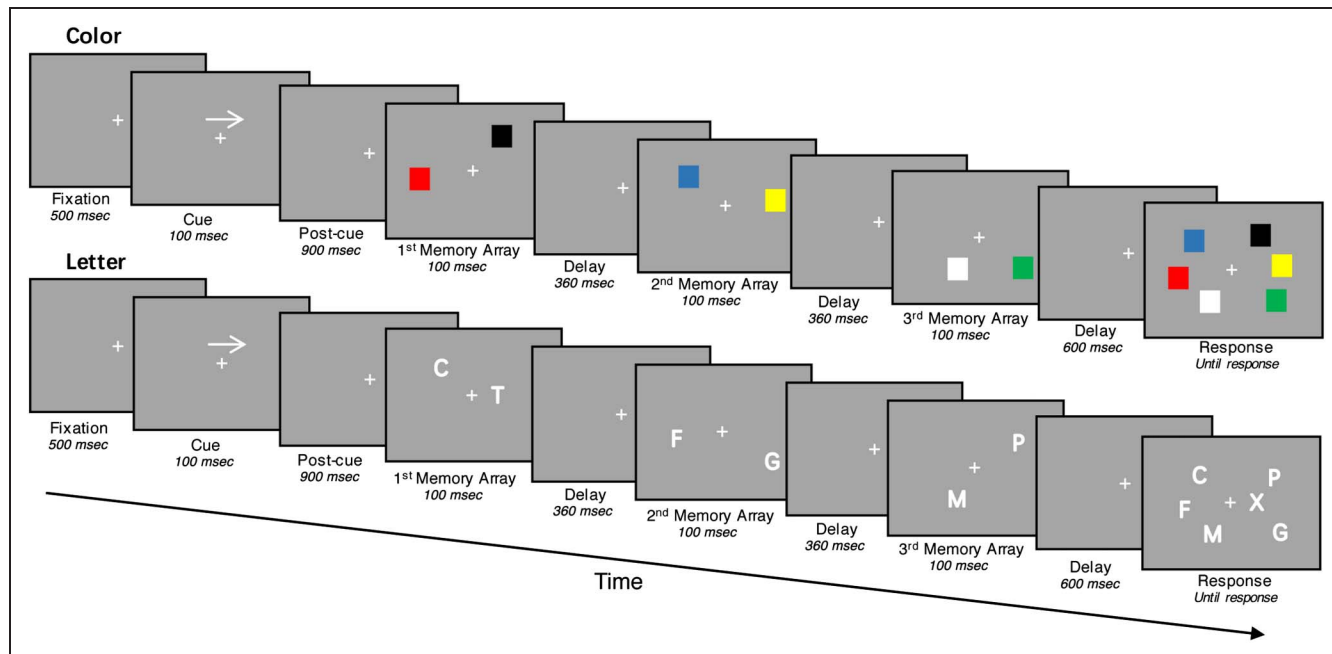 Color
Fixation
500 msec
Cue
100 msec
Post-cue
900 msec
1st Memory Array
100 msec
Delay
360 msec
2nd Memory Array
100 msec
Delay
360 msec
3rd Memory Array
100 msec
Delay
600 msec
Response
Until response
Letter
Fixation
500 msec
Cue
100 msec
Post-cue
900 msec
C
T
1st Memory Array
100 msec
Delay
360 msec
F
G
2nd Memory Array
100 msec
Delay
360 msec
P
M
3rd Memory Array
100 msec
Delay
600 msec
C P
F X
M G
Response
Until response
Time